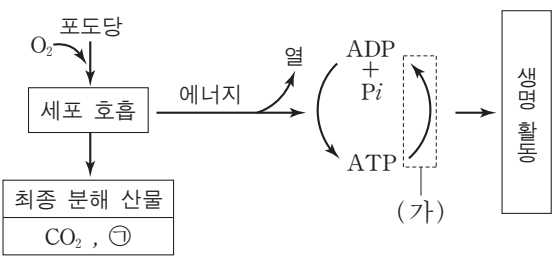 포도당
O₂
세포 호흡
에너지
열
ADP
+
Pi
ATP
(가)
생명 활동
최종 분해 산물
CO₂ , ㉠